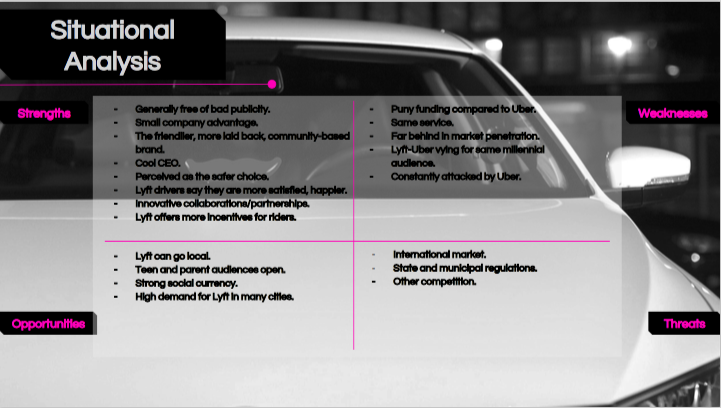 Situational
Analysis
Strengths
- Generally free of bad publicity.
- Small company advantage.
- The friendlier, more laid back, community-based
brand.
- Cool CEO.
- Perceived as the safer choice.
- Lyft drivers say they are more satisfied, happier.
- Innovative collaborations/partnerships.
- Lyft offers more incentives for riders.
Weaknesses
- Puny funding compared to Uber.
- Same service.
- Far behind in market penetration.
- Lyft-Uber vying for same millennial
audience.
- Constantly attacked by Uber.
Opportunities
- Lyft can go local.
- Teen and parent audiences open.
- Strong social currency.
- High demand for Lyft in many cities.
Threats
- International market.
- State and municipal regulations.
- Other competition.